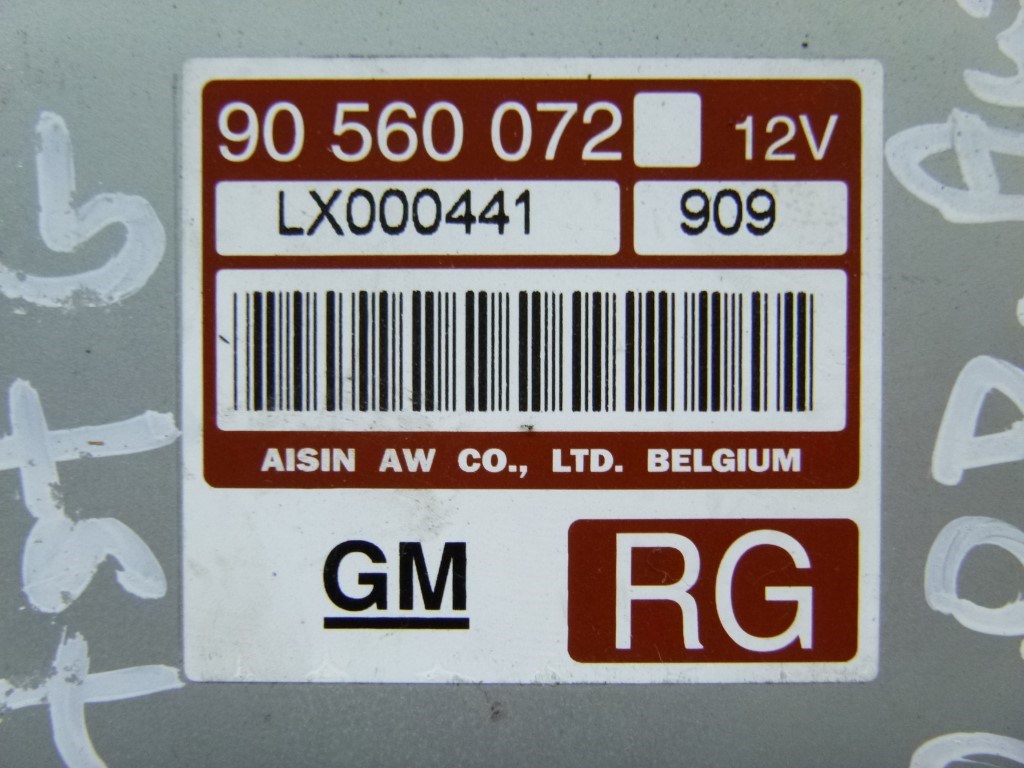 90 560 072 12V
LX000441 909
AISIN AW CO., LTD. BELGIUM
GM RG